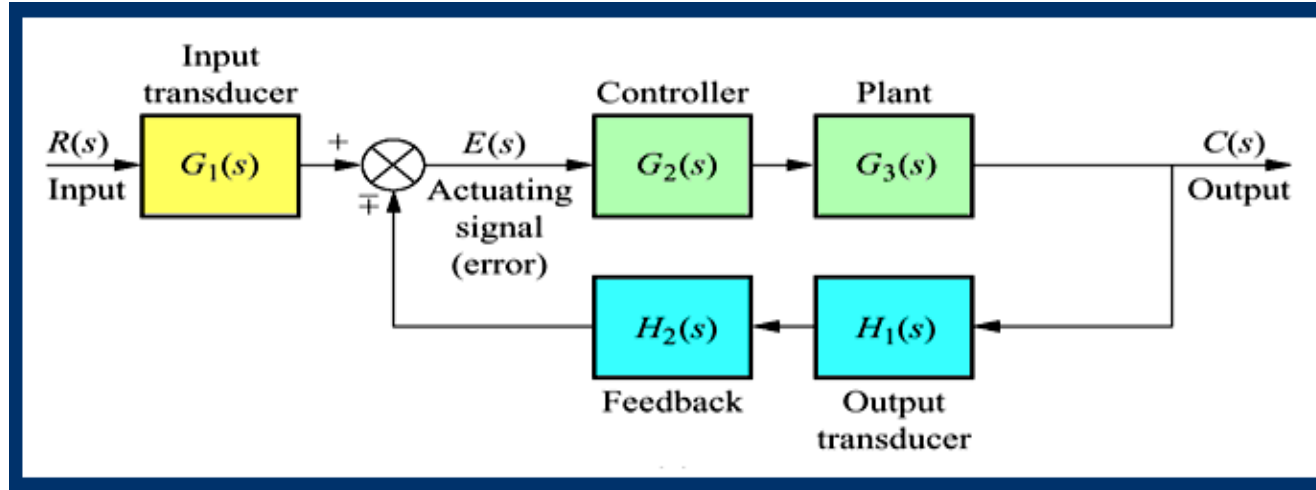 Input
transducer
Controller
Plant
R(s)
Input
G₁(s)
+
∓
E(s)
Actuating
signal
(error)
G₂(s)
G₃(s)
C(s)
Output
H₂(s)
H₁(s)
Feedback
Output
transducer